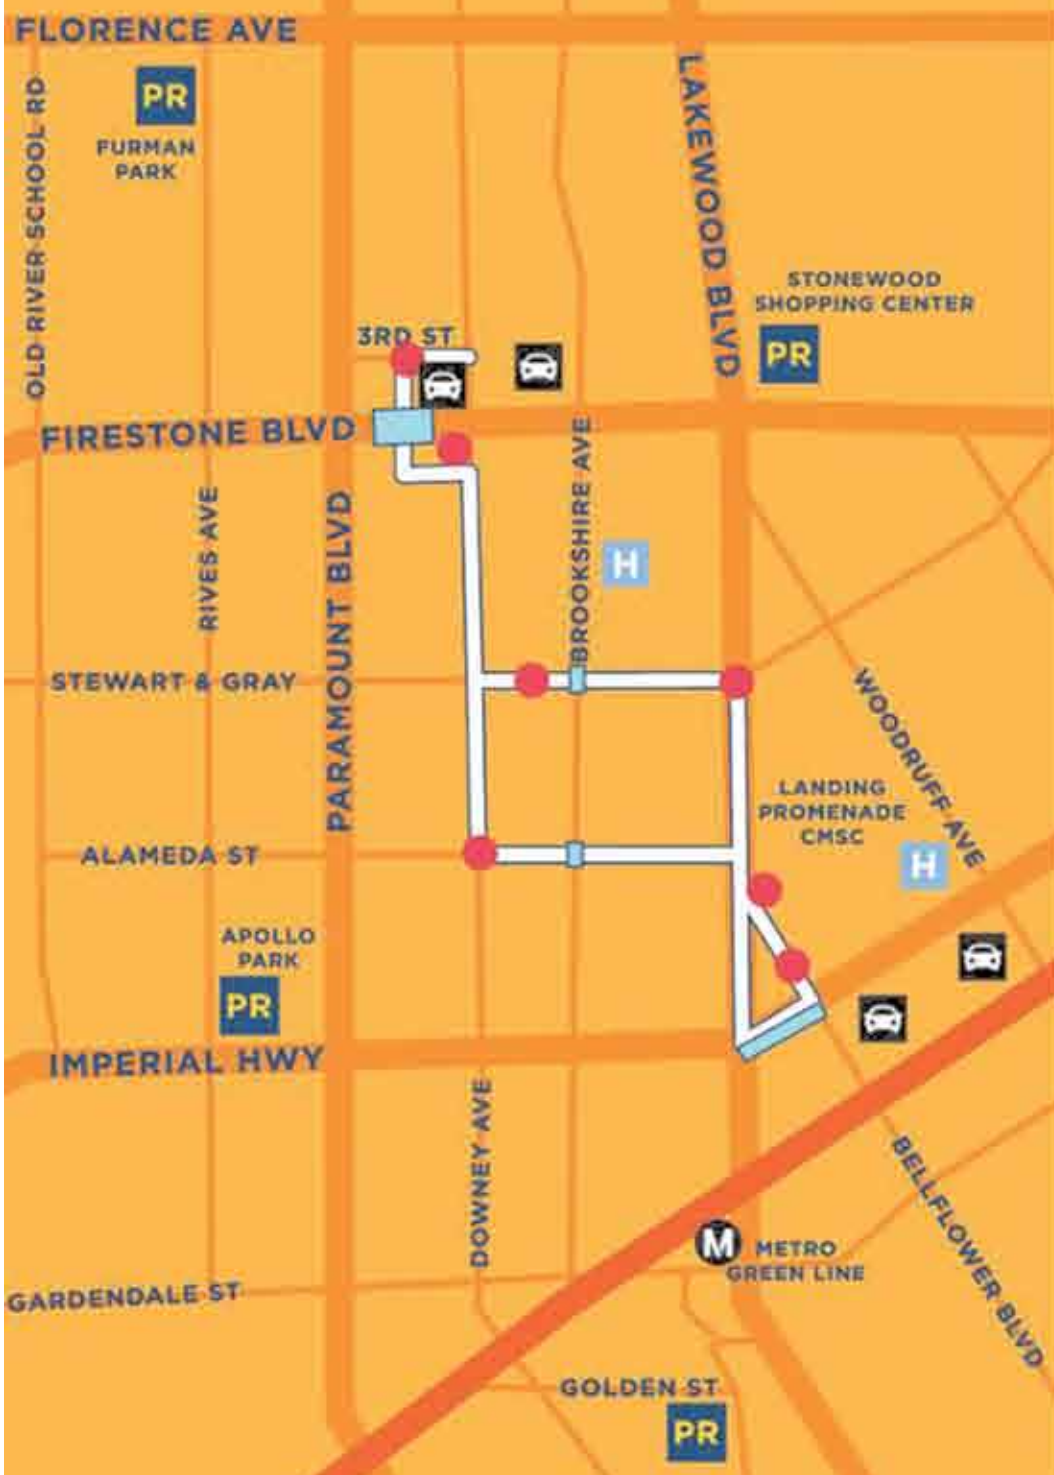 FLORENCE AVE
PR
FURMAN
PARK
OLD RIVER SCHOOL RD
LAKEWOOD BLVD
STONEWOOD
SHOPPING CENTER
PR
3RD ST
FIRESTONE BLVD
BROOKSHIRE AVE
RIVES AVE
PARAMOUNT BLVD
H
STEWART & GRAY
WOODRUFF AVE
LANDING
PROMENADE
CMSC
H
ALAMEDA ST
APOLLO
PARK
PR
IMPERIAL HWY
DOWNEY AVE
BELLFLOWER BLVD
M
METRO
GREEN LINE
GARDENDALE ST
GOLDEN ST
PR